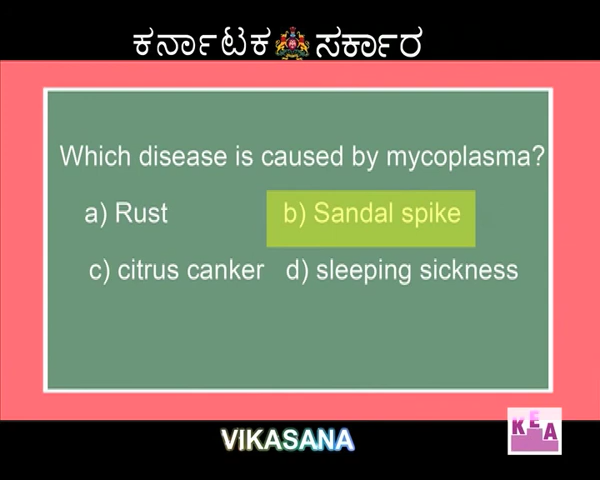 ಕರ್ನಾಟಕ ಸರ್ಕಾರ
Which disease is caused by mycoplasma?
a) Rust b) Sandal spike
c) citrus canker d) sleeping sickness
VIKASANA
KEA